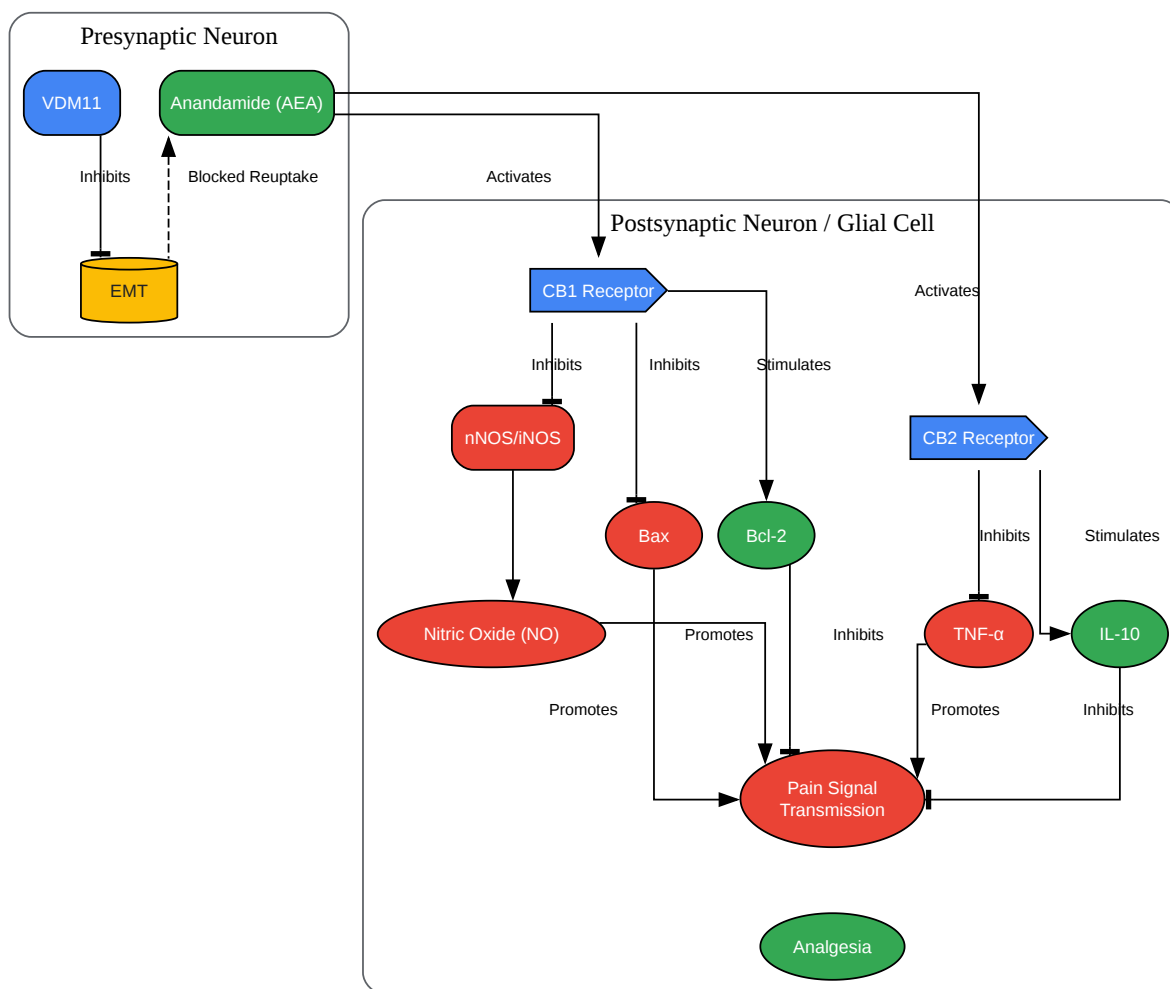 Presynaptic Neuron
VDM11
Anandamide (AEA)
Inhibits
Blocked Reuptake
Activates
EMT
Postsynaptic Neuron / Glial Cell
CB1 Receptor
Activates
Inhibits
Inhibits
Stimulates
nNOS/iNOS
CB2 Receptor
Bax
Bcl-2
Inhibits
Stimulates
Nitric Oxide (NO)
Promotes
Inhibits
TNF-α
IL-10
Promotes
Promotes
Inhibits
Pain Signal
Transmission
Analgesia